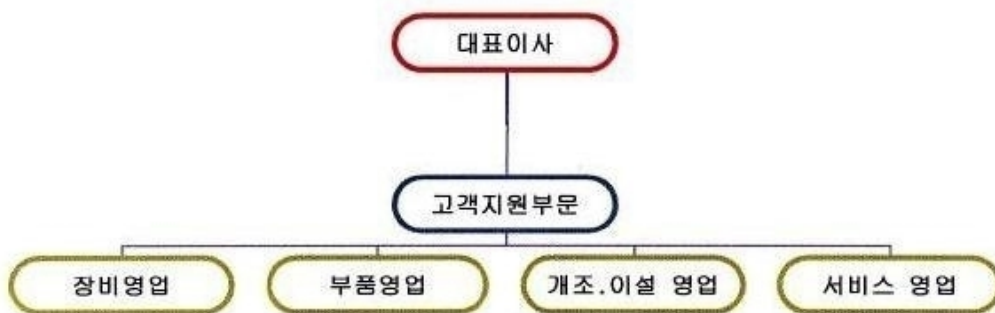 대표이사
고객지원부문
장비영업
부품영업
개조.이설 영업
서비스 영업